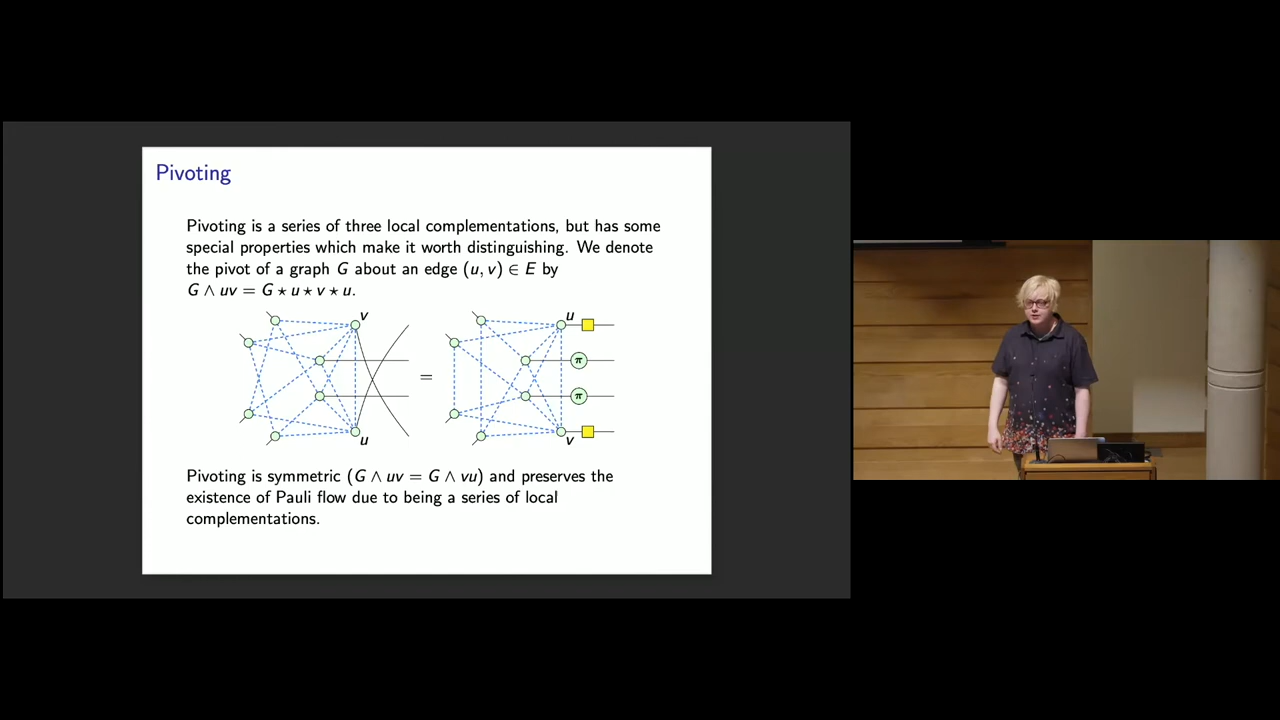 Pivoting
Pivoting is a series of three local complementations, but has some
special properties which make it worth distinguishing. We denote
the pivot of a graph G about an edge (u, v) ∈ E by
G ∧ uv = G ⋆ u ⋆ v ⋆ u.
v
u
=
u
π
π
v
Pivoting is symmetric (G ∧ uv = G ∧ vu) and preserves the
existence of Pauli flow due to being a series of local
complementations.